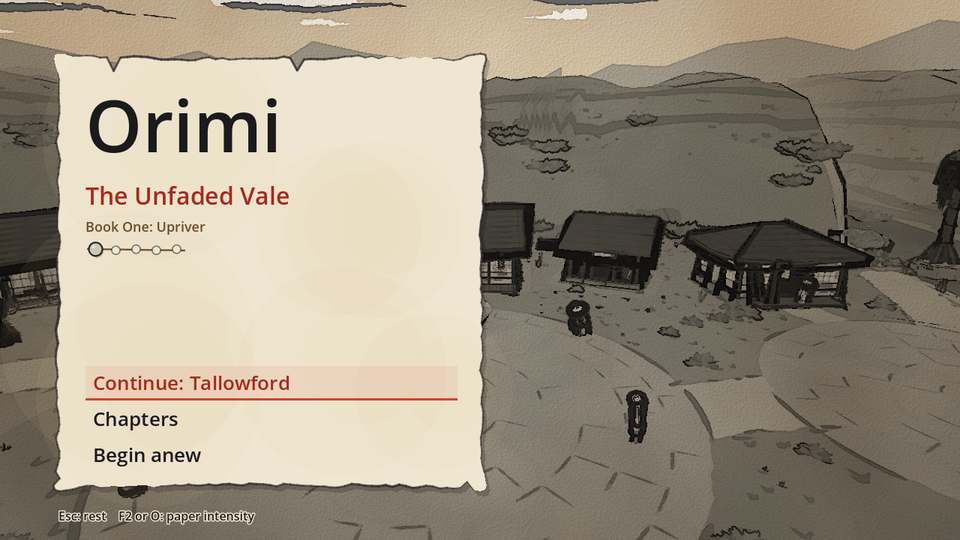 Orimi
The Unfaded Vale
Book One: Upriver
Continue: Tallowford
Chapters
Begin anew
Esc: rest F2 or O: paper intensity